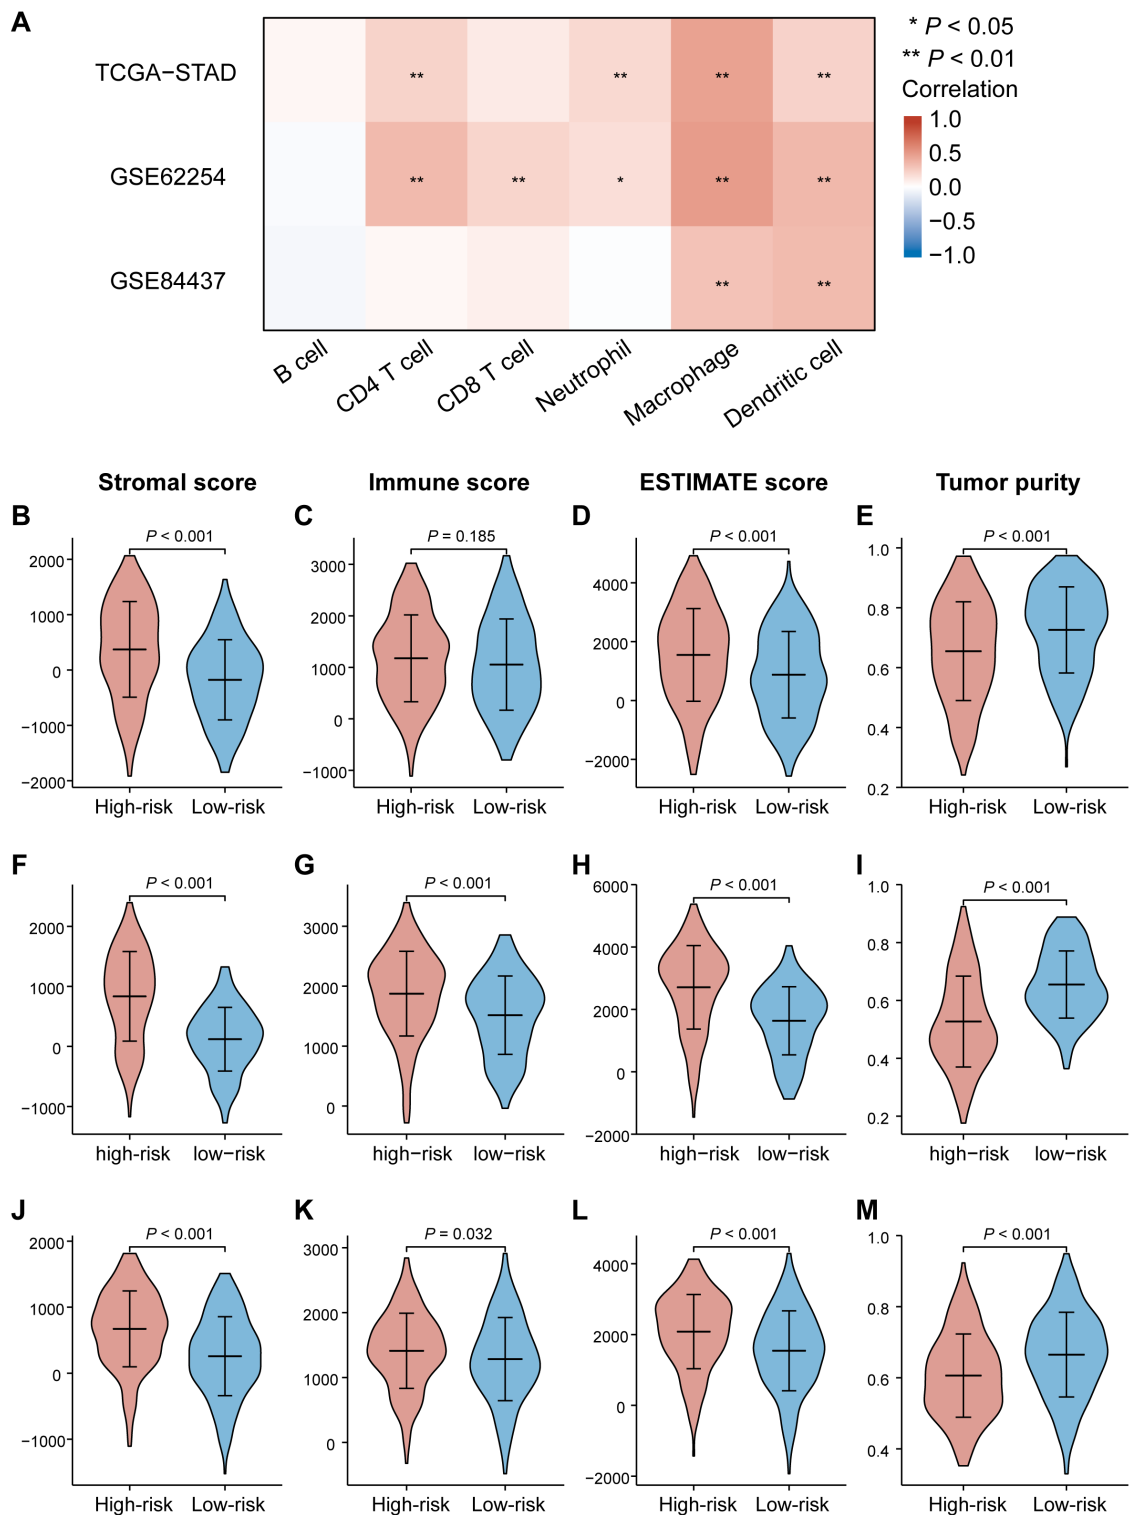 A
* P < 0.05
** P < 0.01
Correlation
1.0
0.5
0.0
−0.5
−1.0
TCGA−STAD
** ** ** **
GSE62254
** ** * ** **
GSE84437
** **
B cell
CD4 T cell
CD8 T cell
Neutrophil
Macrophage
Dendritic cell
Stromal score
Immune score
ESTIMATE score
Tumor purity
B
P < 0.001
2000
1000
0
−1000
−2000
High-risk Low-risk
C
P = 0.185
3000
2000
1000
0
−1000
High-risk Low-risk
D
P < 0.001
4000
2000
0
−2000
High-risk Low-risk
E
P < 0.001
1.0
0.8
0.6
0.4
0.2
High-risk Low-risk
F
P < 0.001
2000
1000
0
−1000
high−risk low−risk
G
P < 0.001
3000
2000
1000
0
high−risk low−risk
H
P < 0.001
6000
4000
2000
0
−2000
high−risk low−risk
I
P < 0.001
1.0
0.8
0.6
0.4
0.2
high−risk low−risk
J
P < 0.001
2000
1000
0
−1000
High-risk Low-risk
K
P = 0.032
3000
2000
1000
0
High-risk Low-risk
L
P < 0.001
4000
2000
0
−2000
High-risk Low-risk
M
P < 0.001
1.0
0.8
0.6
0.4
High-risk Low-risk